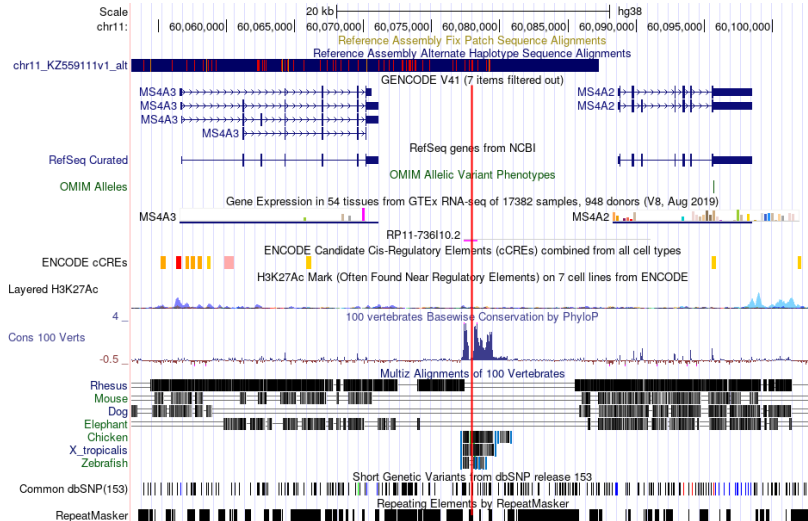 Scale 20 kb hg38
chr11: 60,060,000 60,065,000 60,070,000 60,075,000 60,080,000 60,085,000 60,090,000 60,095,000 60,100,000
Reference Assembly Fix Patch Sequence Alignments
Reference Assembly Alternate Haplotype Sequence Alignments
chr11_KZ559111v1_alt
GENCODE V41 (7 items filtered out)
MS4A3 MS4A2
MS4A3 MS4A2
MS4A3
MS4A3
RefSeq genes from NCBI
RefSeq Curated
OMIM Allelic Variant Phenotypes
OMIM Alleles
Gene Expression in 54 tissues from GTEx RNA-seq of 17382 samples, 948 donors (V8, Aug 2019)
MS4A3 MS4A2
RP11-736I10.2
ENCODE Candidate Cis-Regulatory Elements (cCREs) combined from all cell types
ENCODE cCREs
H3K27Ac Mark (Often Found Near Regulatory Elements) on 7 cell lines from ENCODE
Layered H3K27Ac
4 _
100 vertebrates Basewise Conservation by PhyloP
Cons 100 Verts
-0.5 _
Multiz Alignments of 100 Vertebrates
Rhesus
Mouse
Dog
Elephant
Chicken
X_tropicalis
Zebrafish
Short Genetic Variants from dbSNP release 153
Common dbSNP(153)
Repeating Elements by RepeatMasker
RepeatMasker